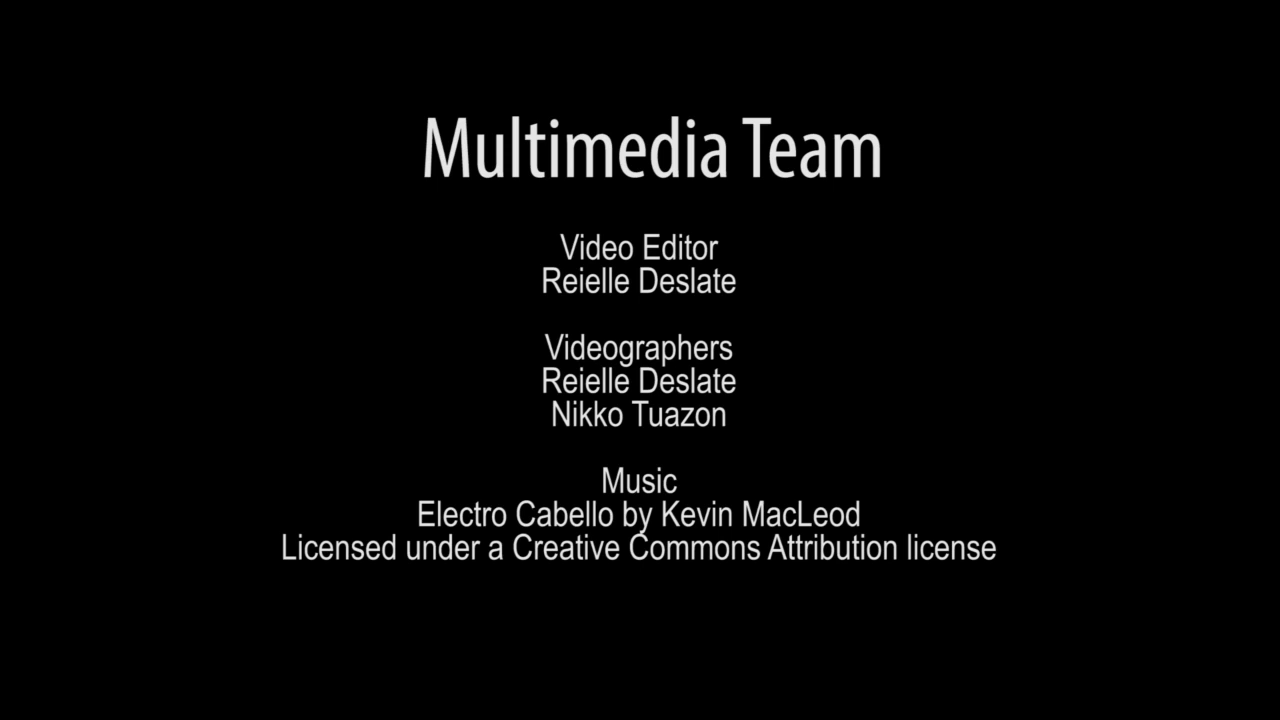 Multimedia Team
Video Editor
Reielle Deslate
Videographers
Reielle Deslate
Nikko Tuazon
Music
Electro Cabello by Kevin MacLeod
Licensed under a Creative Commons Attribution license